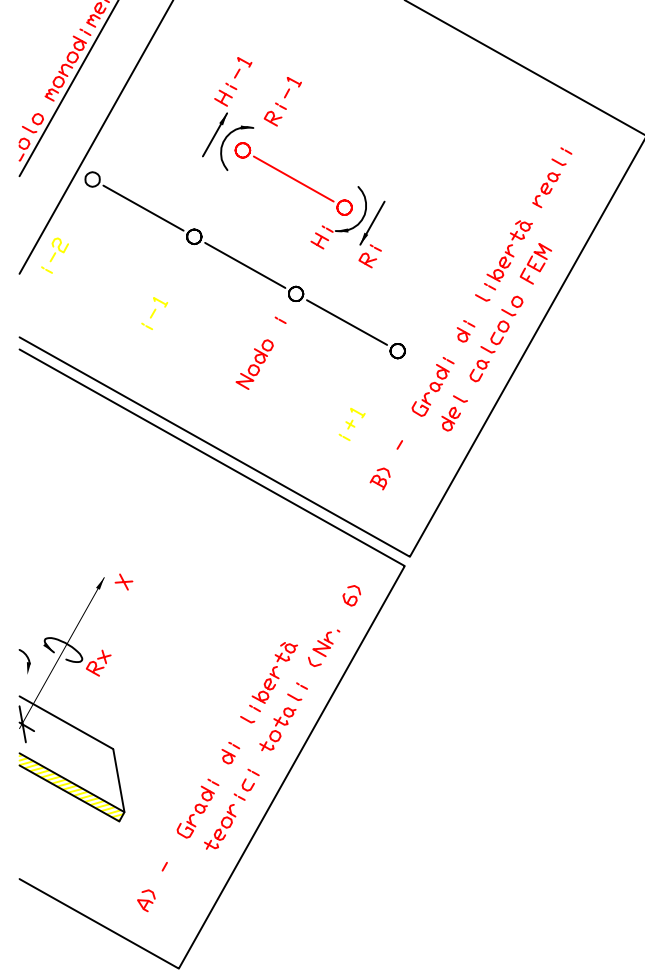 olo monodimen
Hi-1
Ri-1
Hi
Ri
i-2
i-1
Nodo i
i+1
B) - Gradi di libertà reali
del calcolo FEM
X
Rx
A) - Gradi di libertà
teorici totali (Nr. 6)